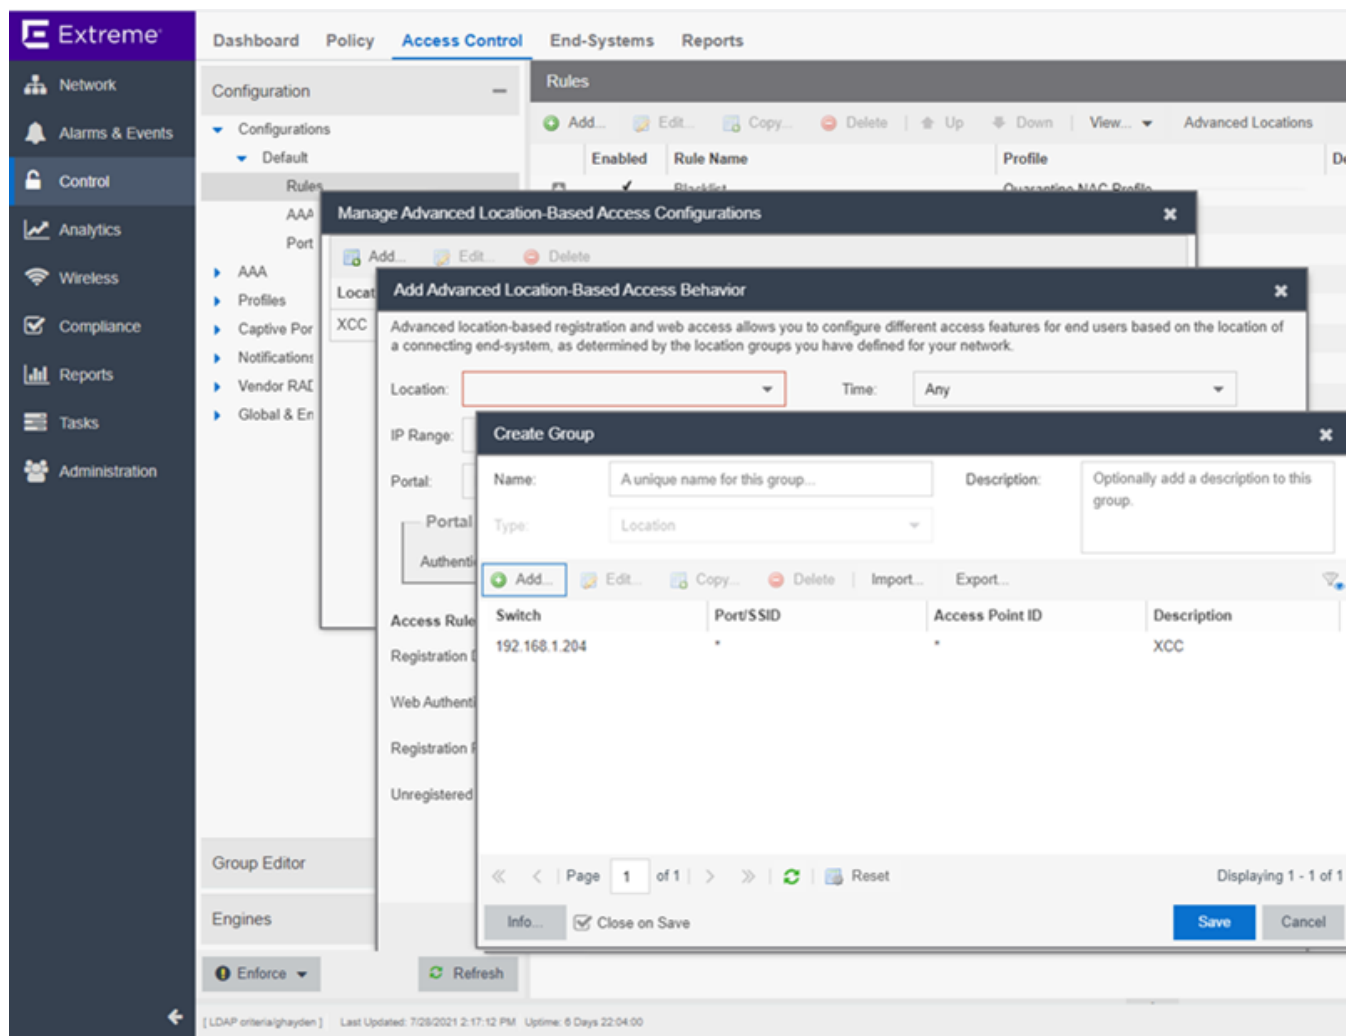 Extreme
Dashboard Policy Access Control End-Systems Reports
Network
Alarms & Events
Control
Analytics
Wireless
Compliance
Reports
Tasks
Administration
Configuration
Configurations
Default
Rules
AAA
Port
AAA
Profiles
Captive Por
Notifications
Vendor RAD
Global & En
Group Editor
Engines
Enforce Refresh
Rules
Add... Edit... Copy... Delete Up Down View... Advanced Locations
Enabled Rule Name Profile De
Blacklist Quarantine NAC Profile
Manage Advanced Location-Based Access Configurations
Add... Edit... Delete
Locat
XCC
Add Advanced Location-Based Access Behavior
Advanced location-based registration and web access allows you to configure different access features for end users based on the location of
a connecting end-system, as determined by the location groups you have defined for your network.
Location: Time: Any
IP Range:
Portal:
Portal
Authenti
Access Rule
Registration D
Web Authenti
Registration P
Unregistered
Create Group
Name: A unique name for this group... Description: Optionally add a description to this
group.
Type: Location
Add... Edit... Copy... Delete Import... Export...
Switch Port/SSID Access Point ID Description
192.168.1.204 * * XCC
Page 1 of 1 Reset Displaying 1 - 1 of 1
Info... Close on Save Save Cancel
[ LDAP criteria/ghayden ] Last Updated: 7/28/2021 2:17:12 PM Uptime: 6 Days 22:04:00